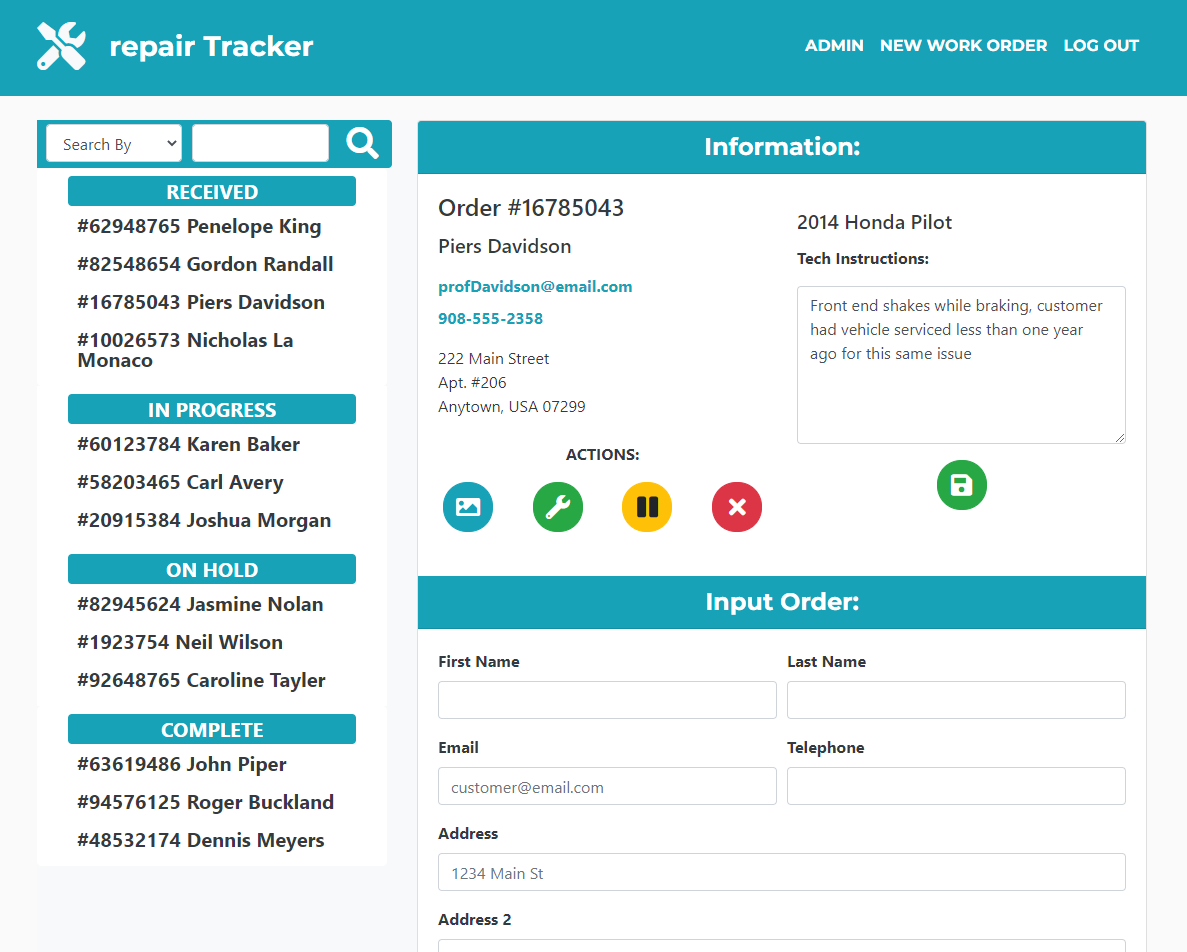 repair Tracker
ADMIN NEW WORK ORDER LOG OUT
Search By
RECEIVED
#62948765 Penelope King
#82548654 Gordon Randall
#16785043 Piers Davidson
#10026573 Nicholas La
Monaco
IN PROGRESS
#60123784 Karen Baker
#58203465 Carl Avery
#20915384 Joshua Morgan
ON HOLD
#82945624 Jasmine Nolan
#1923754 Neil Wilson
#92648765 Caroline Tayler
COMPLETE
#63619486 John Piper
#94576125 Roger Buckland
#48532174 Dennis Meyers
Information:
Order #16785043
Piers Davidson
profDavidson@email.com
908-555-2358
222 Main Street
Apt. #206
Anytown, USA 07299
ACTIONS:
2014 Honda Pilot
Tech Instructions:
Front end shakes while braking, customer
had vehicle serviced less than one year
ago for this same issue
Input Order:
First Name
Last Name
Email
Telephone
customer@email.com
Address
1234 Main St
Address 2